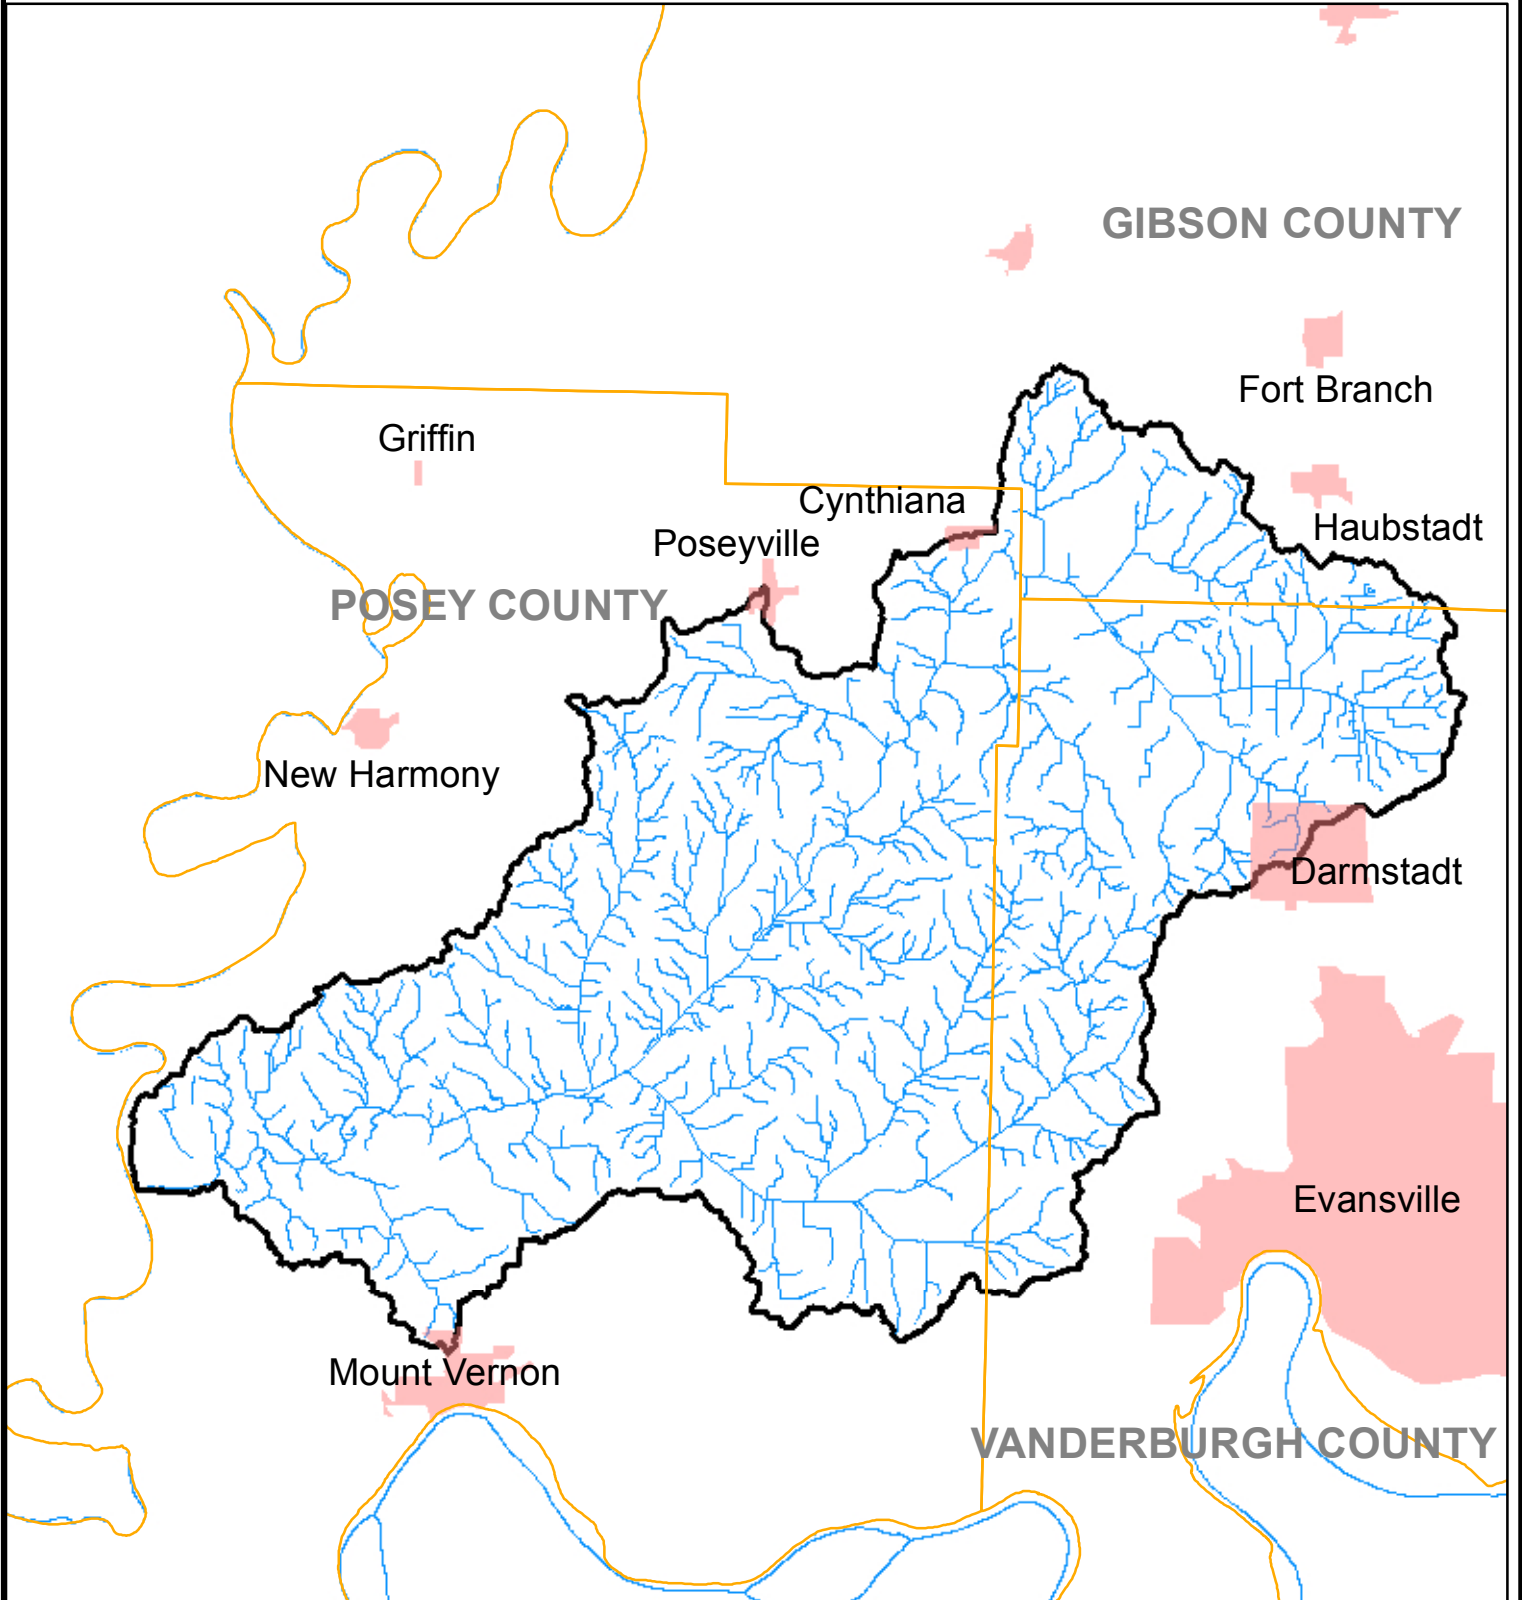 GIBSON COUNTY
Fort Branch
Griffin
Cynthiana
Haubstadt
Poseyville
POSEY COUNTY
New Harmony
Darmstadt
Evansville
Mount Vernon
VANDERBURGH COUNTY